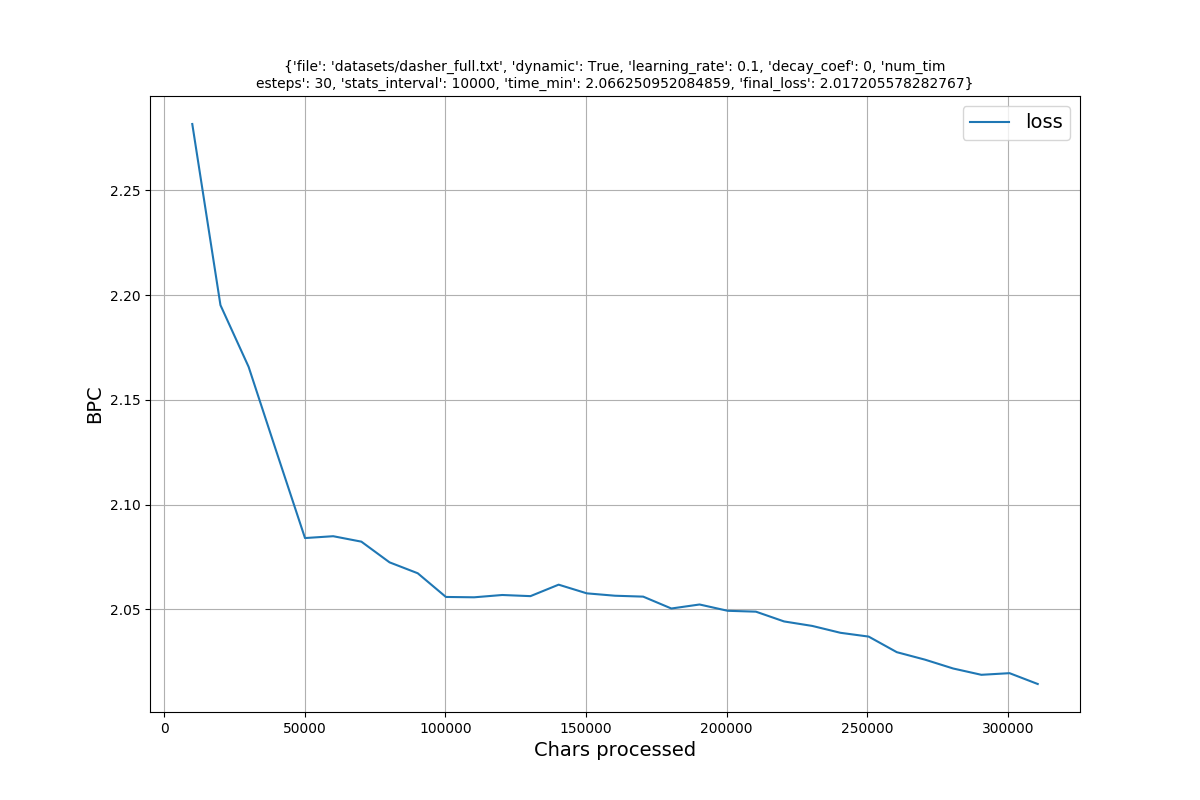 {'file': 'datasets/dasher_full.txt', 'dynamic': True, 'learning_rate': 0.1, 'decay_coef': 0, 'num_tim
esteps': 30, 'stats_interval': 10000, 'time_min': 2.066250952084859, 'final_loss': 2.017205578282767}
loss
2.25
2.20
2.15
2.10
2.05
BPC
0 50000 100000 150000 200000 250000 300000
Chars processed